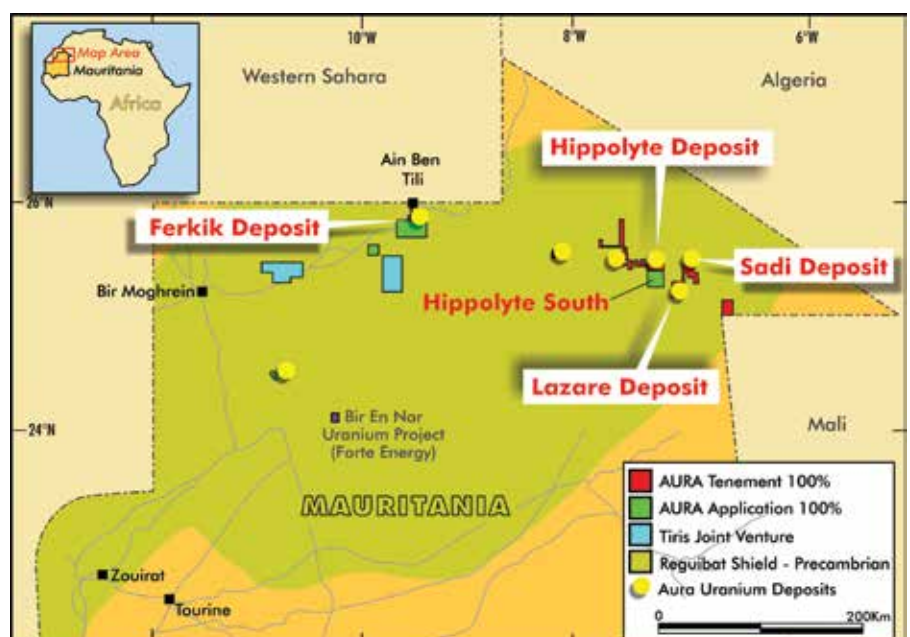 10°W
8°W
6°W
Map Area
Mauritania
Africa
Western Sahara
Algeria
Ain Ben
Tili
Hippolyte Deposit
26°N
Ferkik Deposit
Sadi Deposit
Bir Moghrein
Hippolyte South
Lazare Deposit
24°N
Bir En Nar
Uranium Project
(Forte Energy)
Mali
MAURITANIA
AURA Tenement 100%
AURA Application 100%
Tiris Joint Venture
Reguibat Shield - Precambrian
Aura Uranium Deposits
Zouirat
Tourine
0
200Km